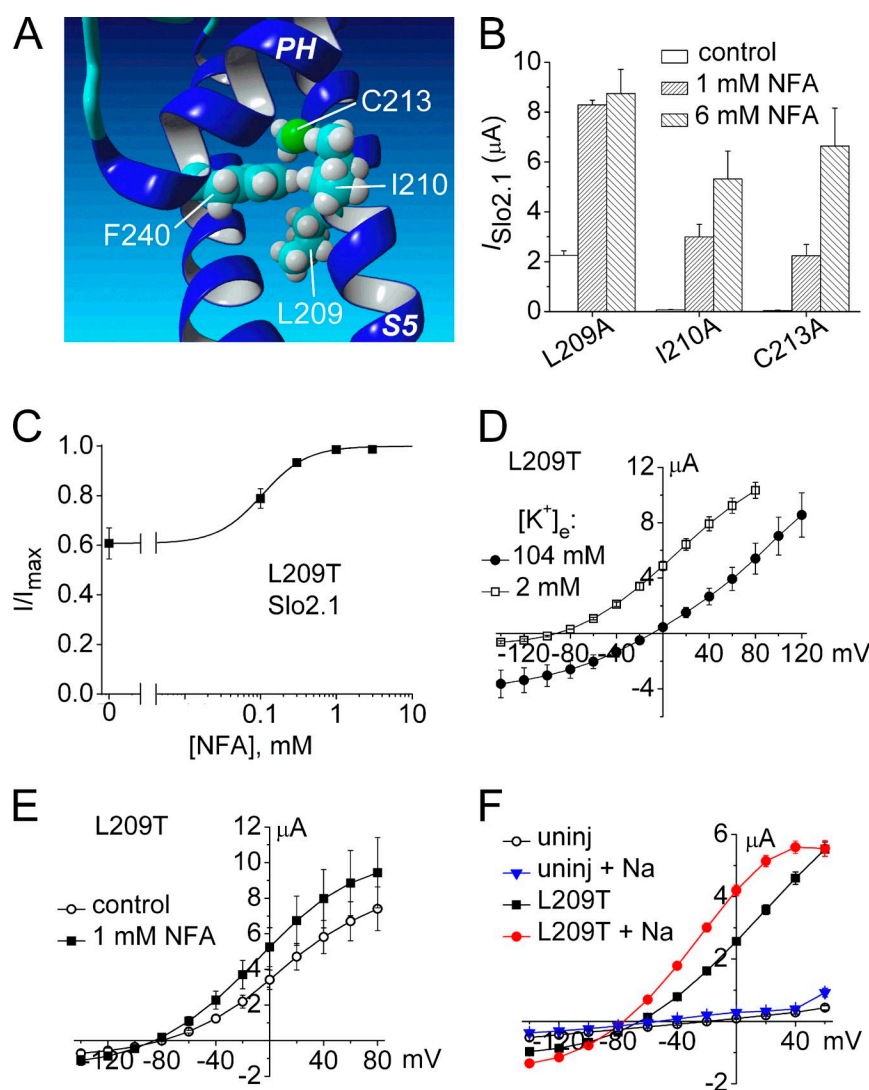 A
PH
C213
I210
F240
L209
S5
B
control
1 mM NFA
6 mM NFA
I_Slo2.1 (μA)
10
8
6
4
2
0
L209A
I210A
C213A
C
I/I_max
1.0
0.8
0.6
0.4
0.2
0.0
L209T
Slo2.1
0
0.1
1
10
[NFA], mM
D
L209T
[K⁺]_e:
104 mM
2 mM
12
μA
8
4
-4
-120
-80
-40
40
80
120
mV
E
L209T
control
1 mM NFA
12
μA
10
8
6
4
2
-2
-120
-80
-40
40
80
mV
F
uninj
uninj + Na
L209T
L209T + Na
6
μA
4
2
-2
-120
-80
-40
40
mV